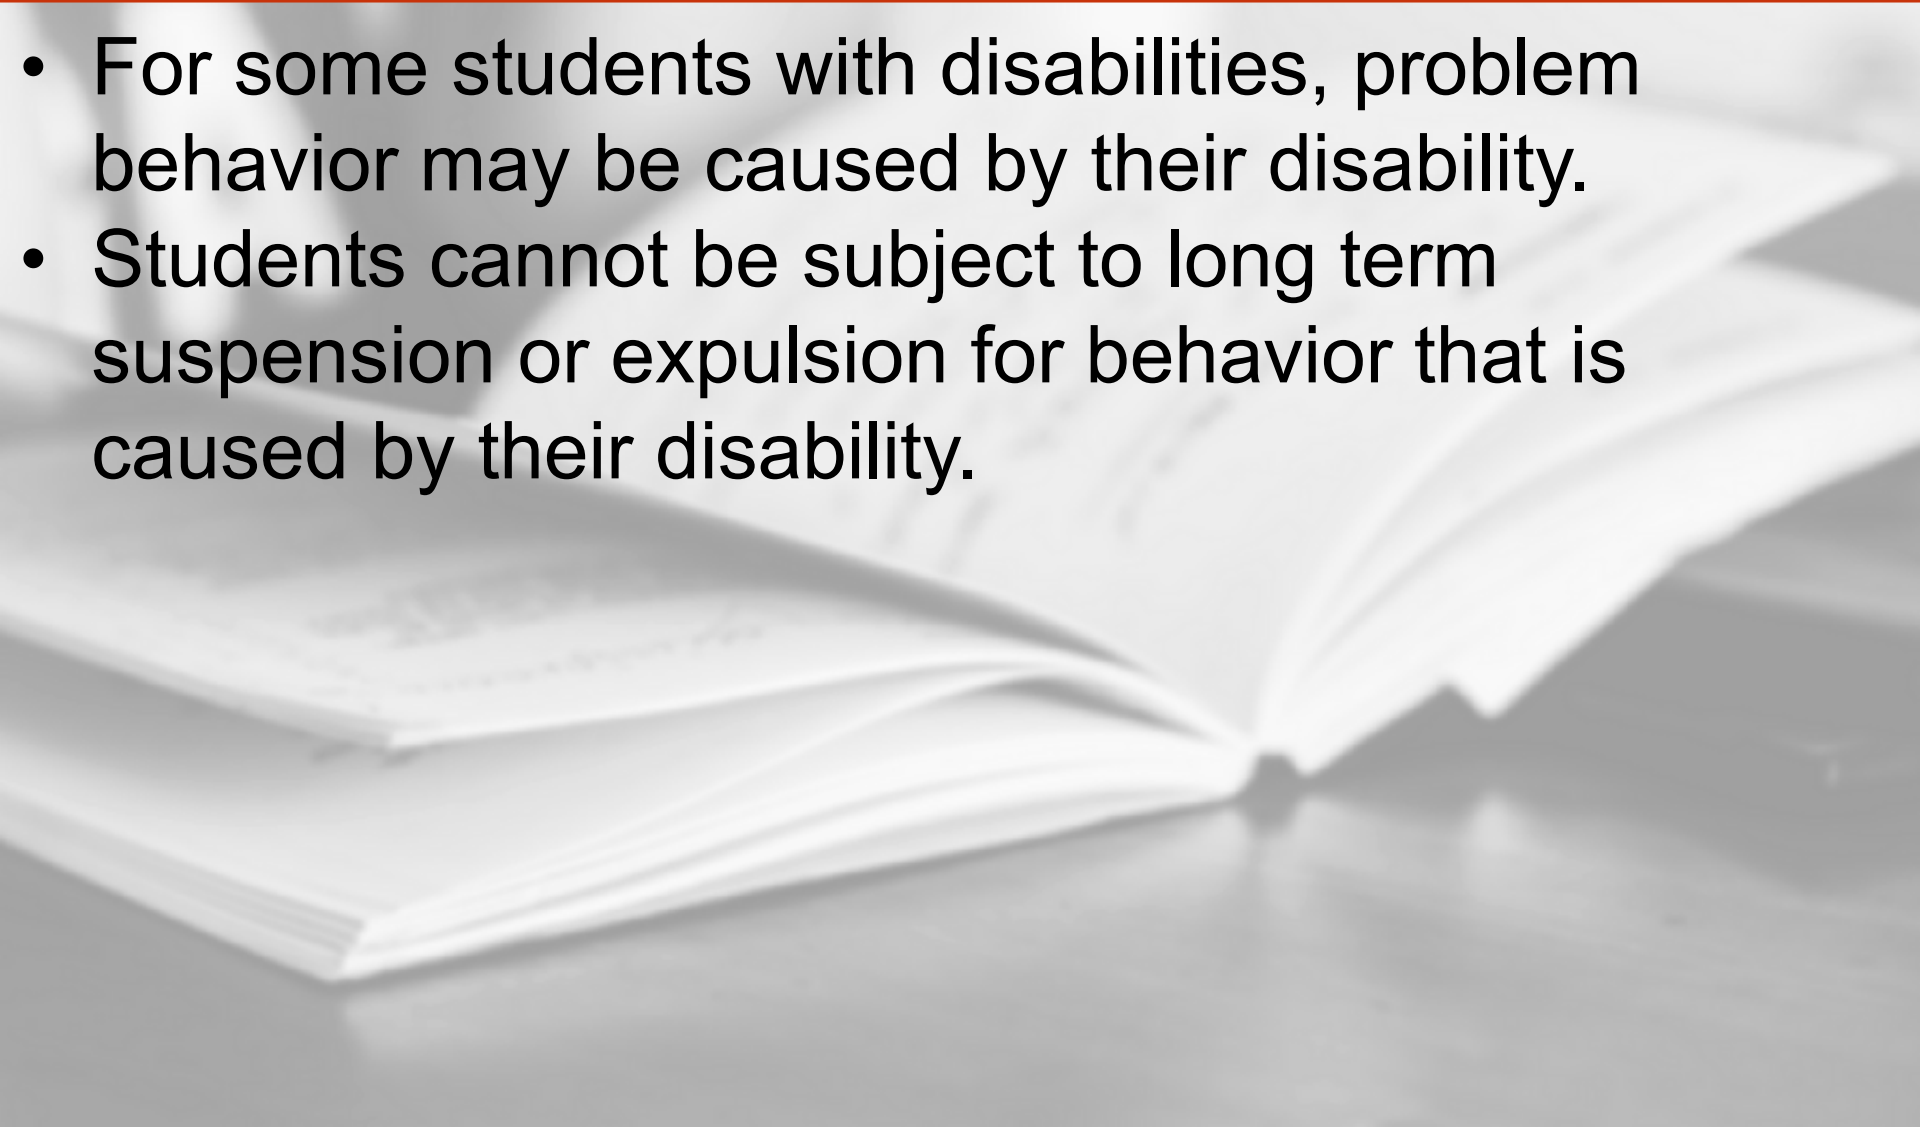 • For some students with disabilities, problem
behavior may be caused by their disability.
• Students cannot be subject to long term
suspension or expulsion for behavior that is
caused by their disability.